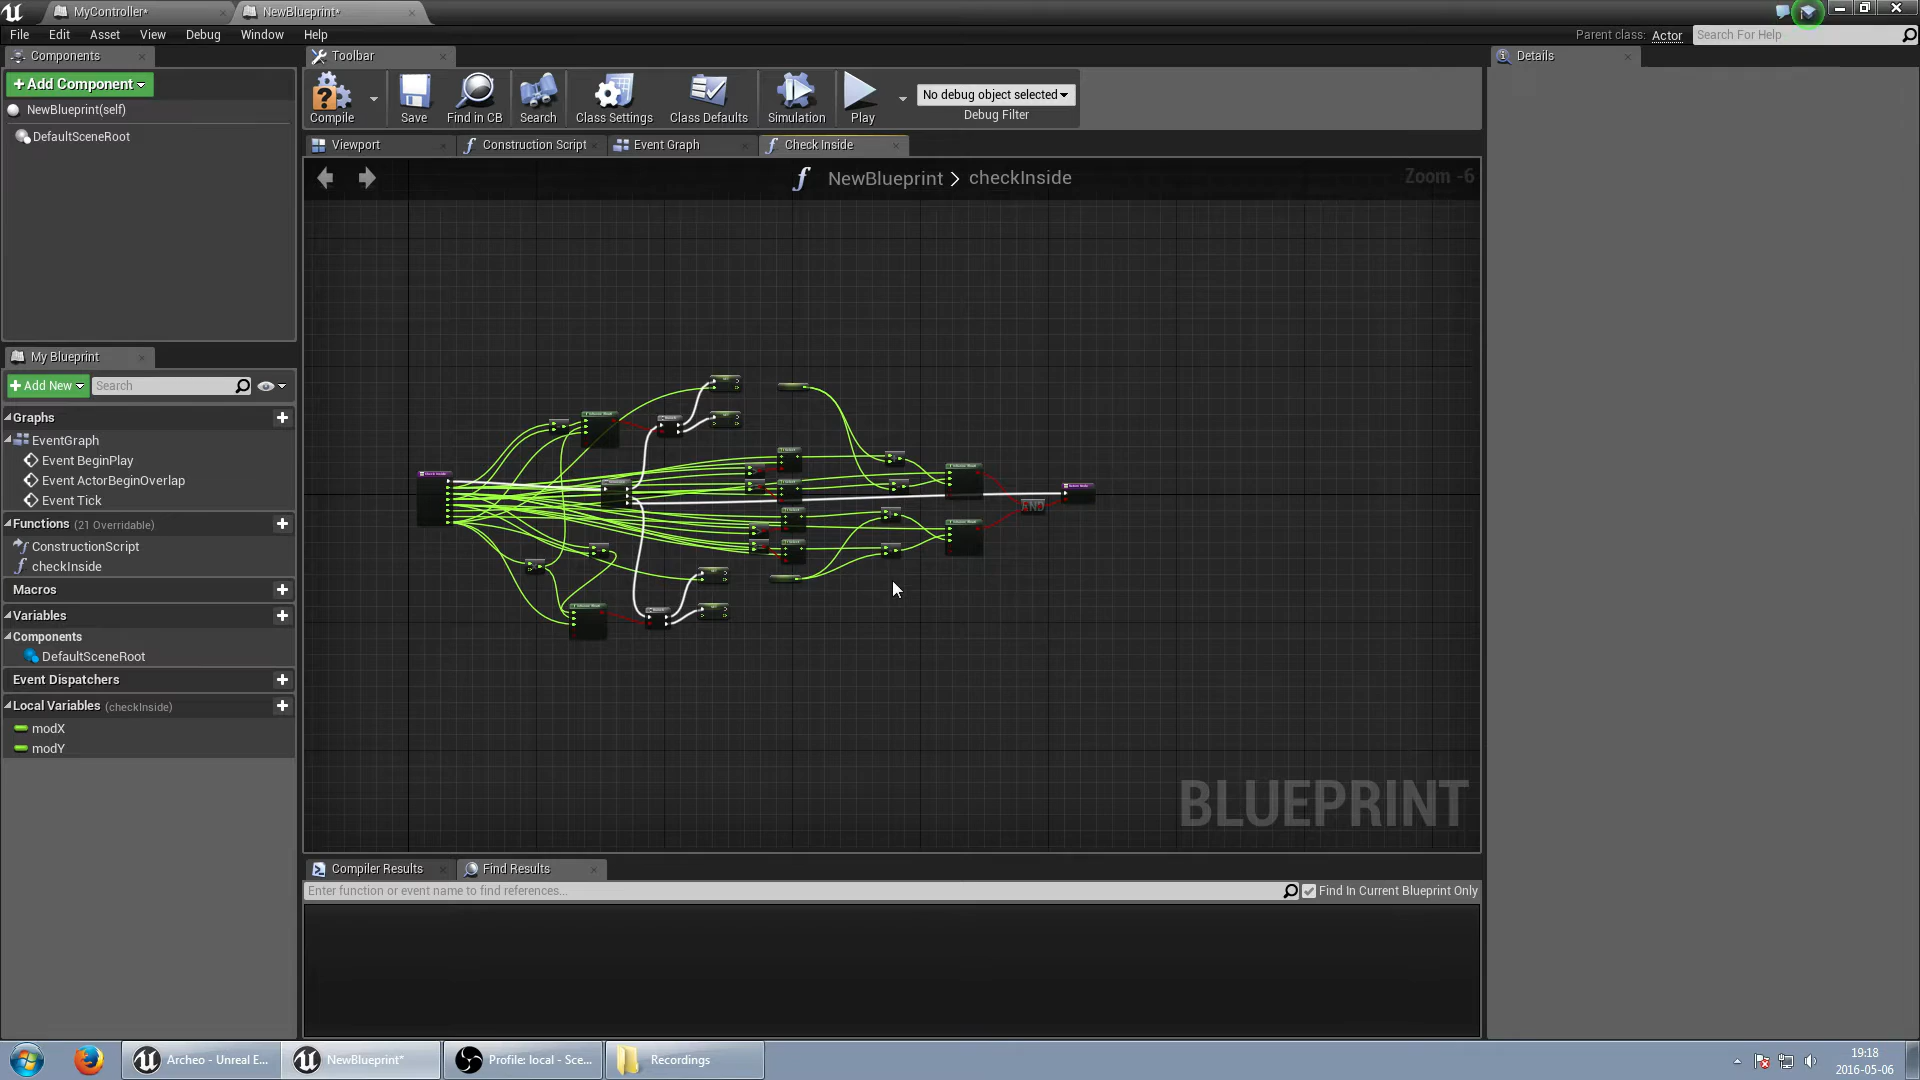 MyController*
NewBlueprint*
File
Edit
Asset
View
Debug
Window
Help
Parent class:
Actor
Search For Help
Components
Toolbar
Details
+Add Component
NewBlueprint(self)
DefaultSceneRoot
Compile
Save
Find in CB
Search
Class Settings
Class Defaults
Simulation
Play
No debug object selected
Debug Filter
Viewport
Construction Script
Event Graph
Check Inside
NewBlueprint > checkInside
Zoom -6
My Blueprint
+Add New
Search
Graphs
EventGraph
Event BeginPlay
Event ActorBeginOverlap
Event Tick
Functions (21 Overridable)
ConstructionScript
checkInside
Macros
Variables
Components
DefaultSceneRoot
Event Dispatchers
Local Variables (checkInside)
modX
modY
AND
BLUEPRINT
Compiler Results
Find Results
Enter function or event name to find references...
Find In Current Blueprint Only
Archeo - Unreal E...
NewBlueprint*
Profile: local - Sce...
Recordings
19:18
2016-05-06